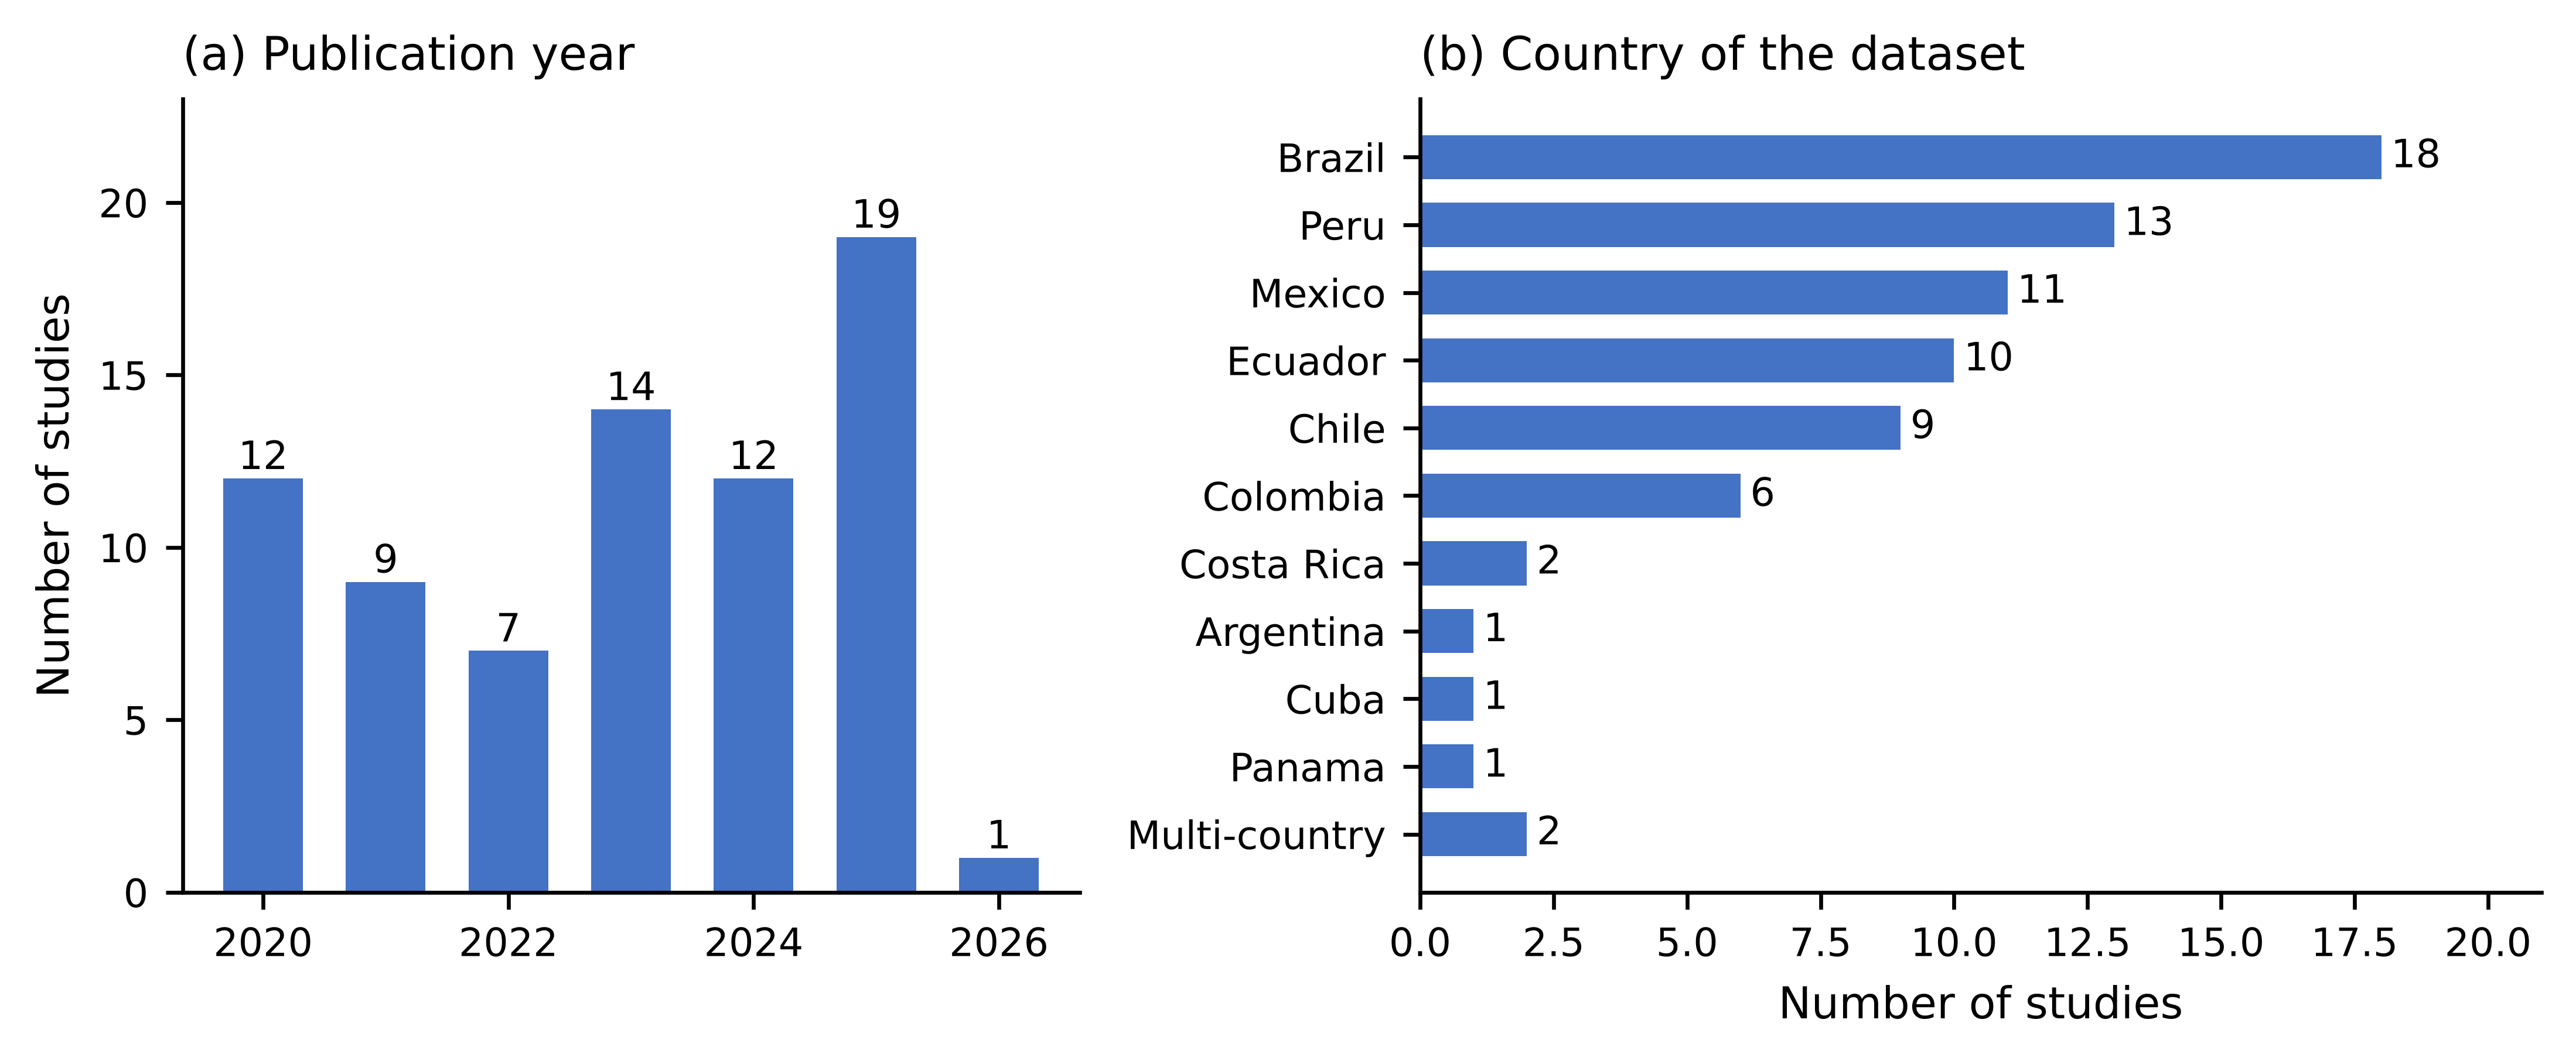 (a) Publication year
Number of studies
20
15
10
5
0
12
9
7
14
12
19
1
2020
2022
2024
2026
(b) Country of the dataset
Brazil 18
Peru 13
Mexico 11
Ecuador 10
Chile 9
Colombia 6
Costa Rica 2
Argentina 1
Cuba 1
Panama 1
Multi-country 2
0.0 2.5 5.0 7.5 10.0 12.5 15.0 17.5 20.0
Number of studies